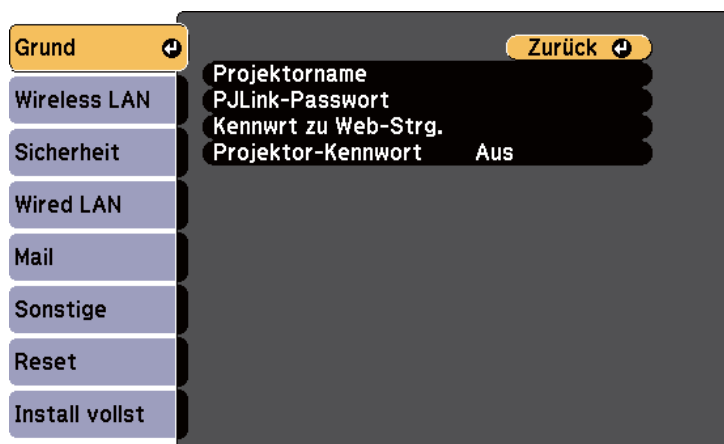 Grund
Wireless LAN
Sicherheit
Wired LAN
Mail
Sonstige
Reset
Install vollst
Zurück
Projektorname
PJLink-Passwort
Kennwrt zu Web-Strg.
Projektor-Kennwort Aus